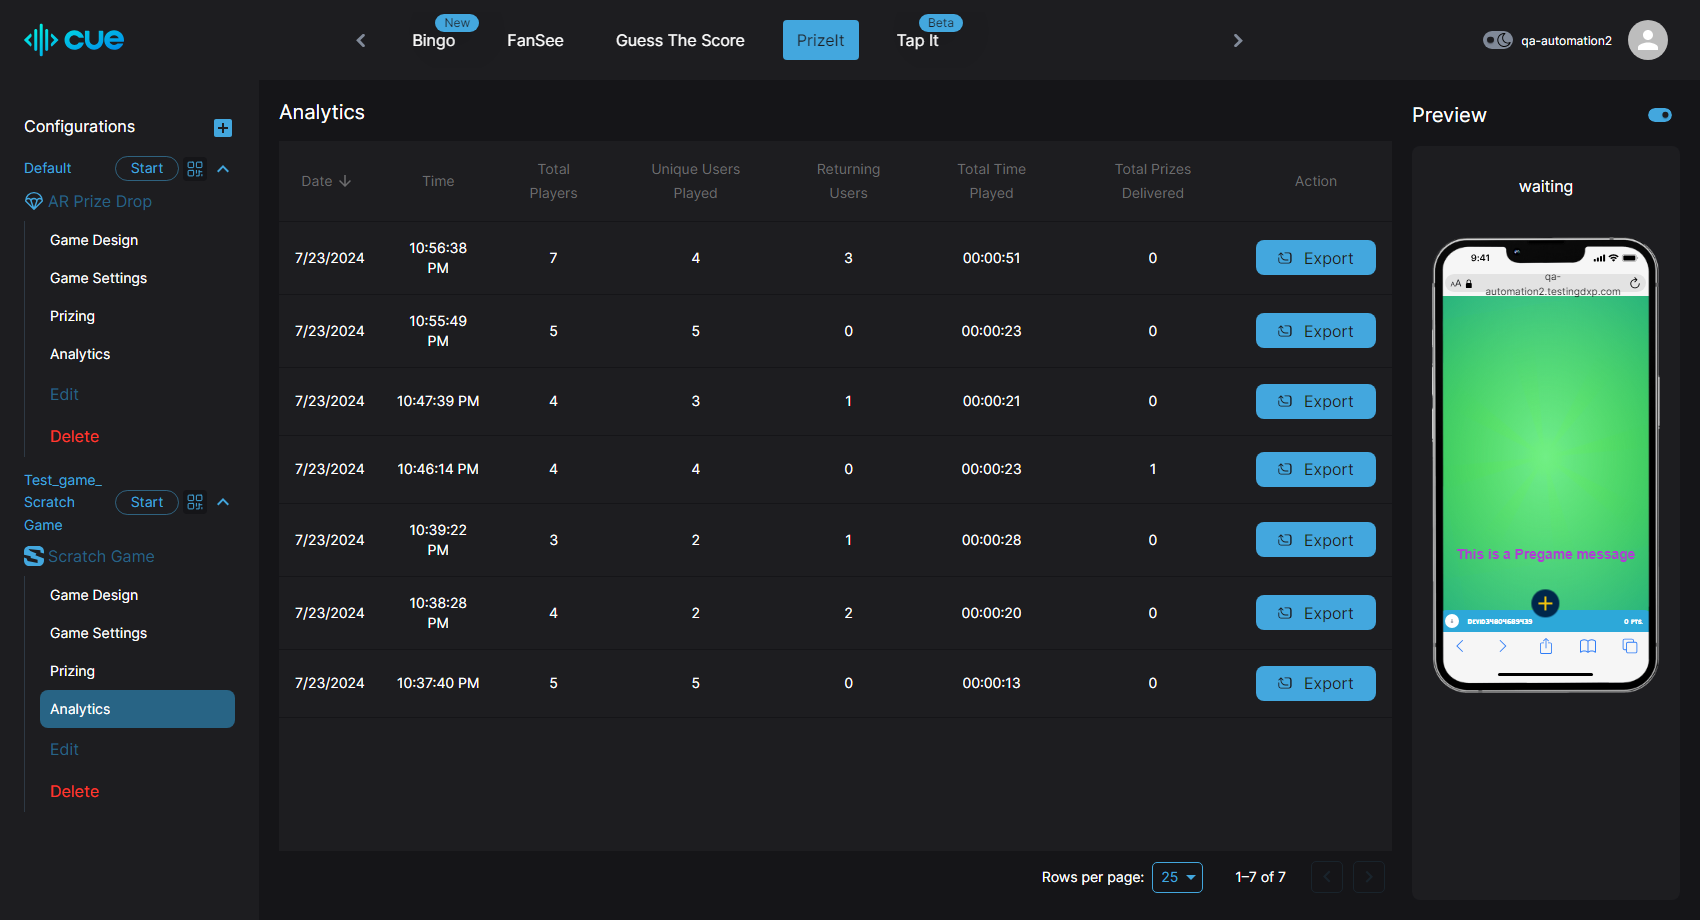 cue
Bingo
New
FanSee
Guess The Score
PrizeIt
Tap It
Beta
qa-automation2
Configurations
Default
Start
AR Prize Drop
Game Design
Game Settings
Prizing
Analytics
Edit
Delete
Test_game_
Scratch
Game
Start
Scratch Game
Game Design
Game Settings
Prizing
Analytics
Edit
Delete
Analytics
Date
Time
Total
Players
Unique Users
Played
Returning
Users
Total Time
Played
Total Prizes
Delivered
Action
7/23/2024 10:56:38 PM 7 4 3 00:00:51 0 Export
7/23/2024 10:55:49 PM 5 5 0 00:00:23 0 Export
7/23/2024 10:47:39 PM 4 3 1 00:00:21 0 Export
7/23/2024 10:46:14 PM 4 4 0 00:00:23 1 Export
7/23/2024 10:39:22 PM 3 2 1 00:00:28 0 Export
7/23/2024 10:38:28 PM 4 2 2 00:00:20 0 Export
7/23/2024 10:37:40 PM 5 5 0 00:00:13 0 Export
Rows per page: 25 1–7 of 7
Preview
waiting
9:41
AA
qa-
automation2.testingdxp.com
This is a Pregame message
0 PTS.